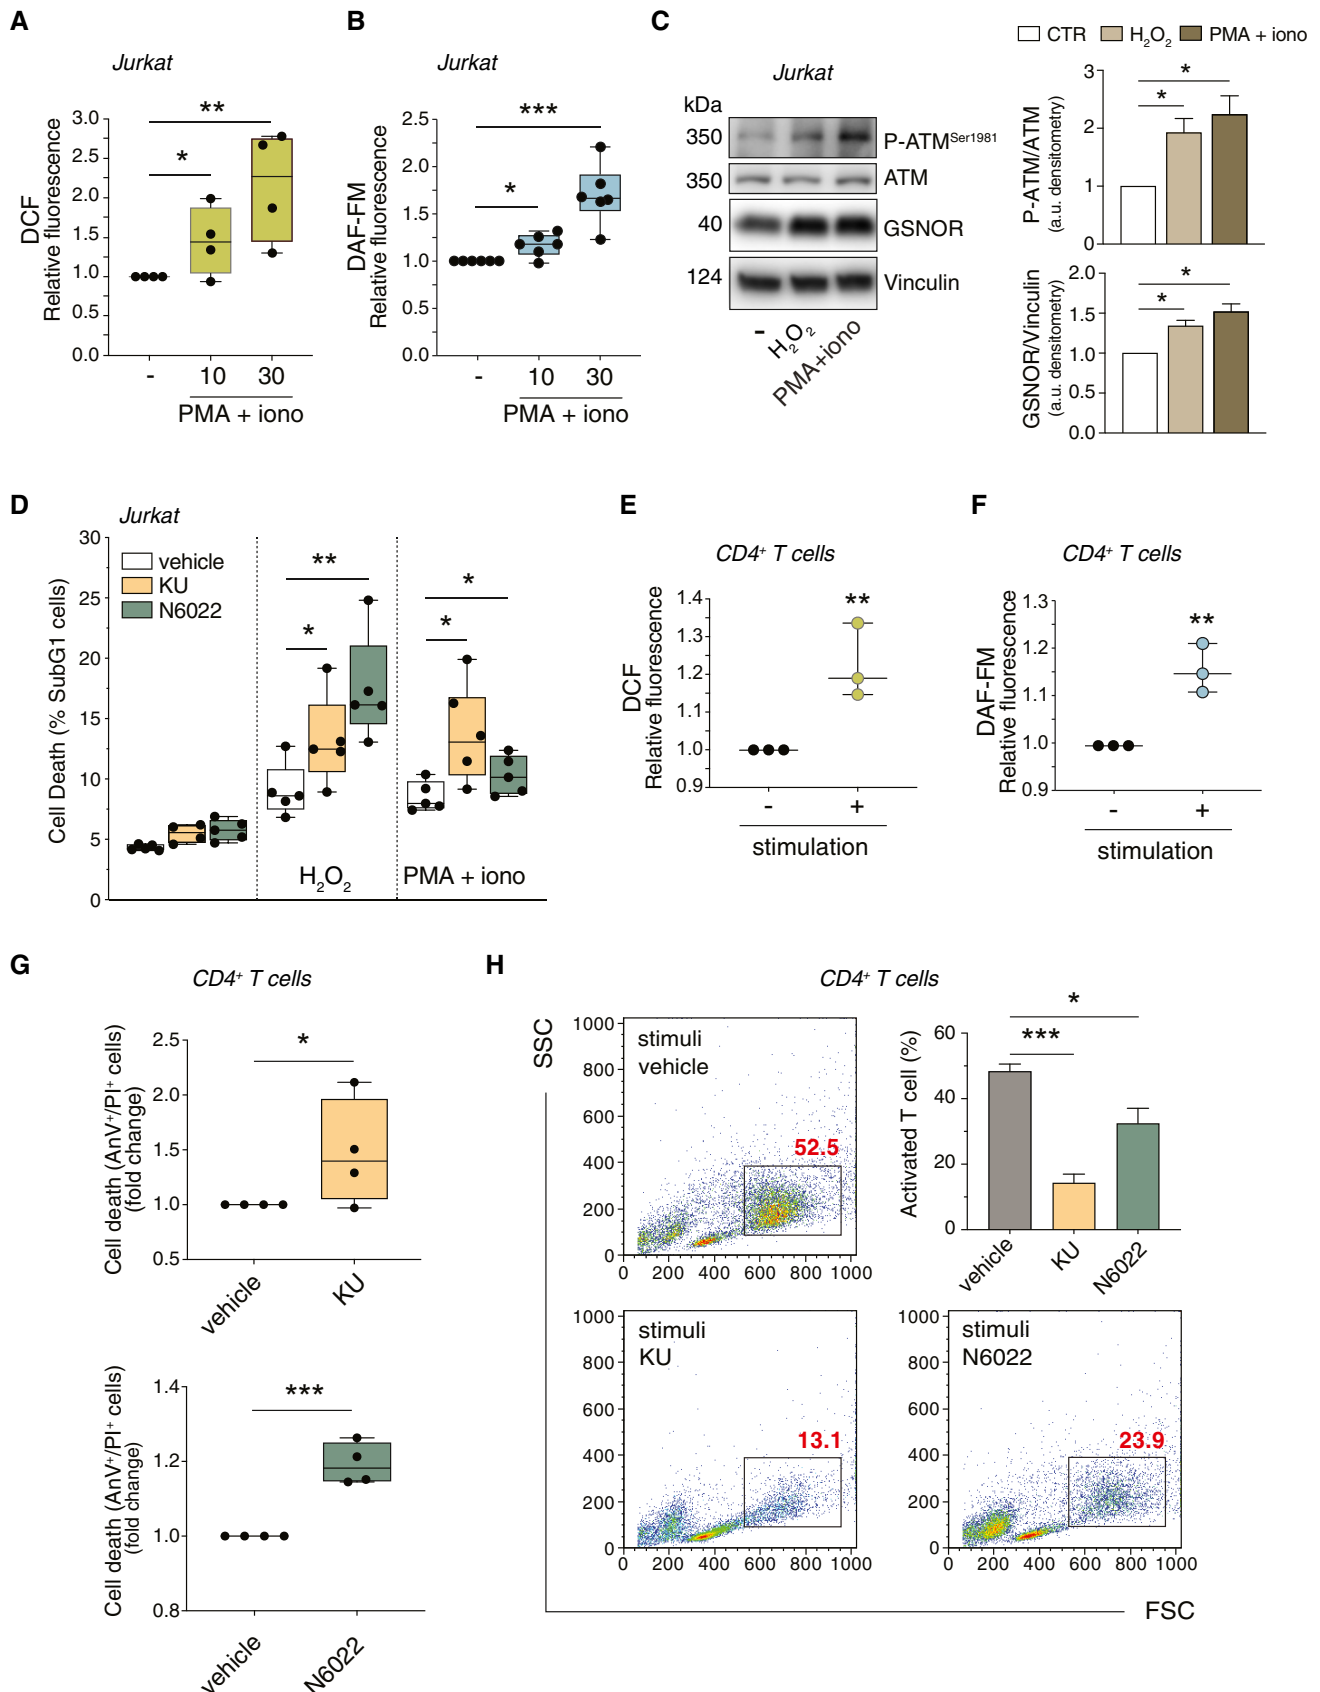 A
Jurkat
DCF
Relative fluorescence
3.0
2.5
2.0
1.5
1.0
0.0
**
*
- 10 30
PMA + iono
B
Jurkat
DAF-FM
Relative fluorescence
2.5
2.0
1.5
1.0
0.0
***
*
- 10 30
PMA + iono
C
Jurkat
kDa
350 P-ATMSer1981
350 ATM
40 GSNOR
124 Vinculin
- H2O2 PMA+iono
CTR H2O2 PMA + iono
P-ATM/ATM
(a.u. densitometry)
3
2
1
0
*
*
GSNOR/Vinculin
(a.u. densitometry)
2.0
1.5
1.0
0.5
0.0
*
*
D
Jurkat
Cell Death (% SubG1 cells)
30
25
20
15
10
5
0
vehicle
KU
N6022
**
*
*
*
H2O2
PMA + iono
E
CD4+ T cells
DCF
Relative fluorescence
1.4
1.3
1.2
1.1
1.0
0.9
**
- +
stimulation
F
CD4+ T cells
DAF-FM
Relative fluorescence
1.3
1.2
1.1
1.0
0.9
**
- +
stimulation
G
CD4+ T cells
Cell death (AnV+/PI+ cells)
(fold change)
2.5
2.0
1.5
1.0
0.5
*
vehicle KU
Cell death (AnV+/PI+ cells)
(fold change)
1.4
1.2
1.0
0.8
***
vehicle N6022
H
CD4+ T cells
SSC
1000
800
600
400
200
0
stimuli
vehicle
52.5
0 200 400 600 800 1000
Activated T cell (%)
60
40
20
0
*
***
vehicle KU N6022
1000
800
600
400
200
0
stimuli
KU
13.1
0 200 400 600 800 1000
1000
800
600
400
200
0
stimuli
N6022
23.9
0 200 400 600 800 1000
FSC